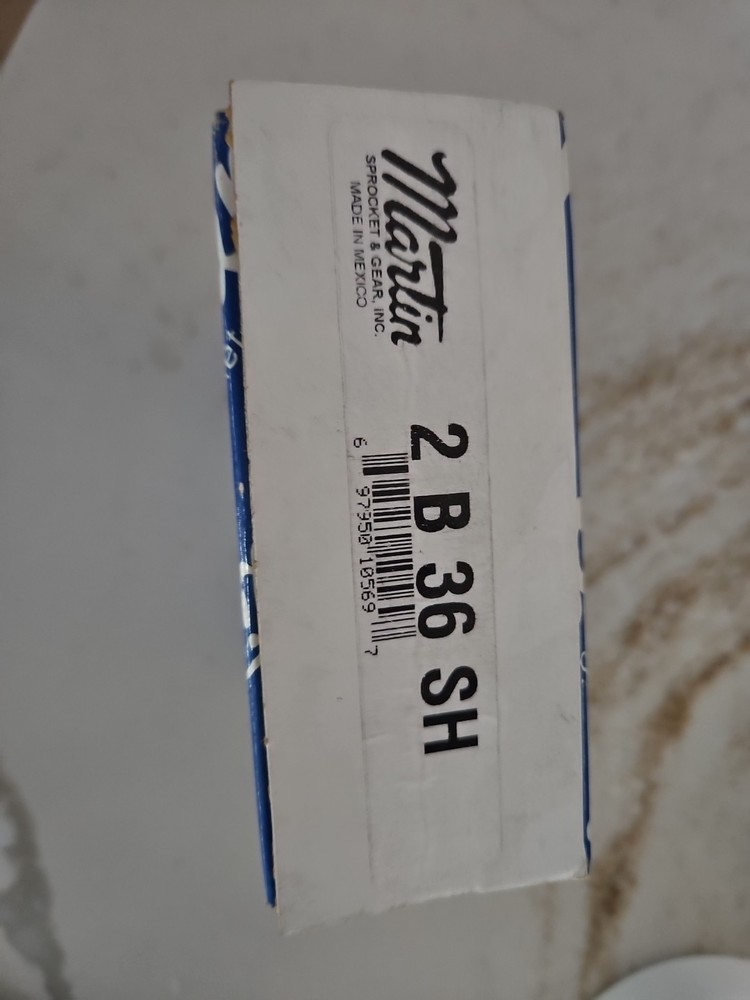 Martin
SPROCKET & GEAR, INC.
MADE IN MEXICO
2 B 36 SH
6 97950 10569 7